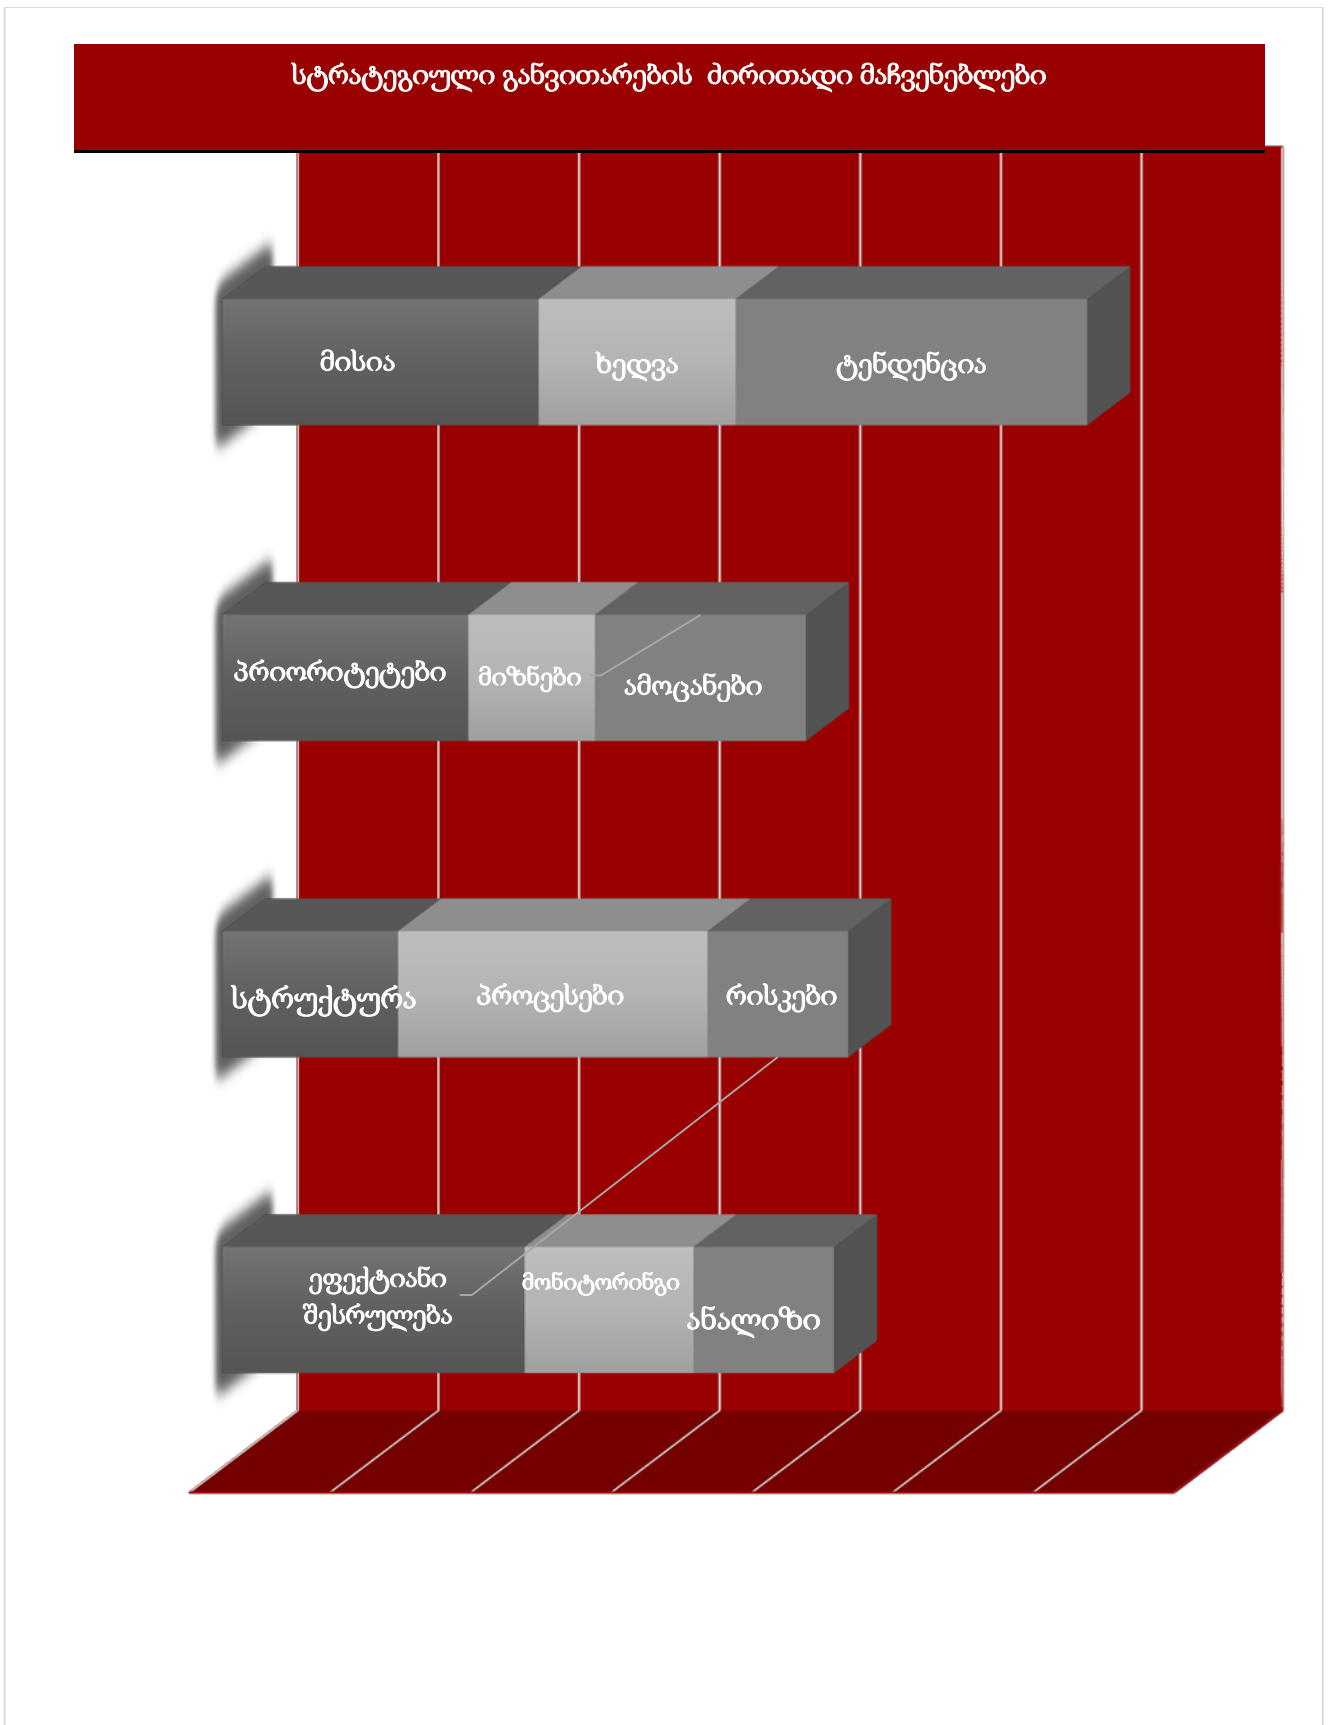 სტრატეგიული განვითარების ძირითადი მაჩვენებლები
მისია
ხედვა
ტენდენცია
პრიორიტეტები
მიზნები
ამოცანები
სტრუქტურა
პროცესები
რისკები
ეფექტიანი
შესრულება
მონიტორინგი
ანალიზი